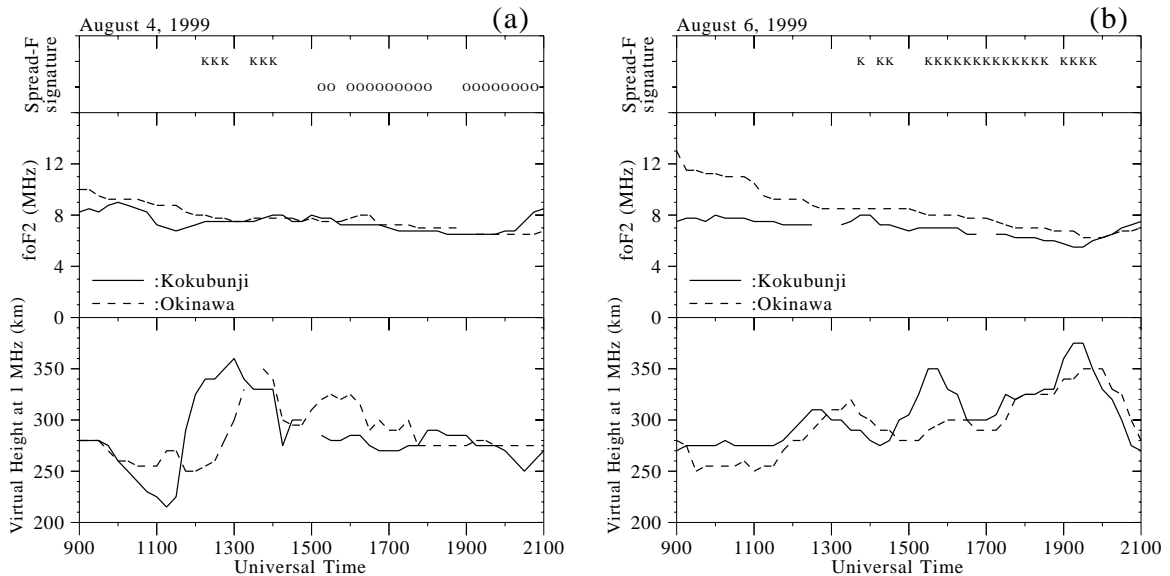 August 4, 1999 (a)
Spread-F
signature
KKK KKK
OO OOOOOOOOO OOOOOOOO
foF2 (MHz)
12
8
4
0
:Kokubunji
:Okinawa
Virtual Height at 1 MHz (km)
350
300
250
200
900 1100 1300 1500 1700 1900 2100
Universal Time
August 6, 1999 (b)
Spread-F
signature
K KK KKKKKKKKKKKKK KKKK
foF2 (MHz)
12
8
4
0
:Kokubunji
:Okinawa
Virtual Height at 1 MHz (km)
350
300
250
200
900 1100 1300 1500 1700 1900 2100
Universal Time